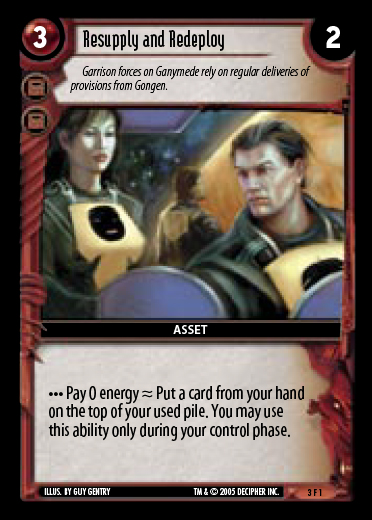 3 Resupply and Redeploy 2
Garrison forces on Ganymede rely on regular deliveries of
provisions from Gongen.
ASSET
••• Pay 0 energy ≈ Put a card from your hand
on the top of your used pile. You may use
this ability only during your control phase.
ILLUS. BY GUY GENTRY TM & © 2005 DECIPHER INC. 3 F 1